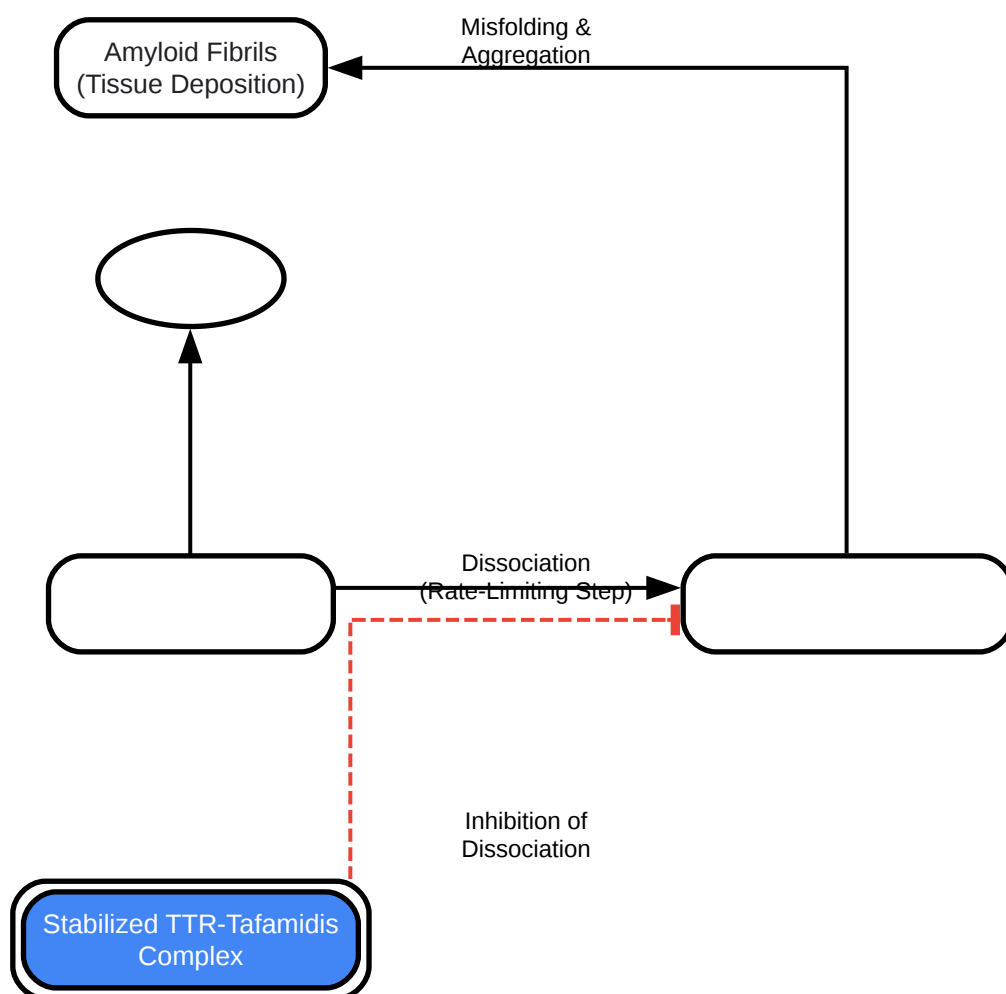 Misfolding &
Aggregation
Amyloid Fibrils
(Tissue Deposition)
Dissociation
(Rate-Limiting Step)
Inhibition of
Dissociation
Stabilized TTR-Tafamidis
Complex